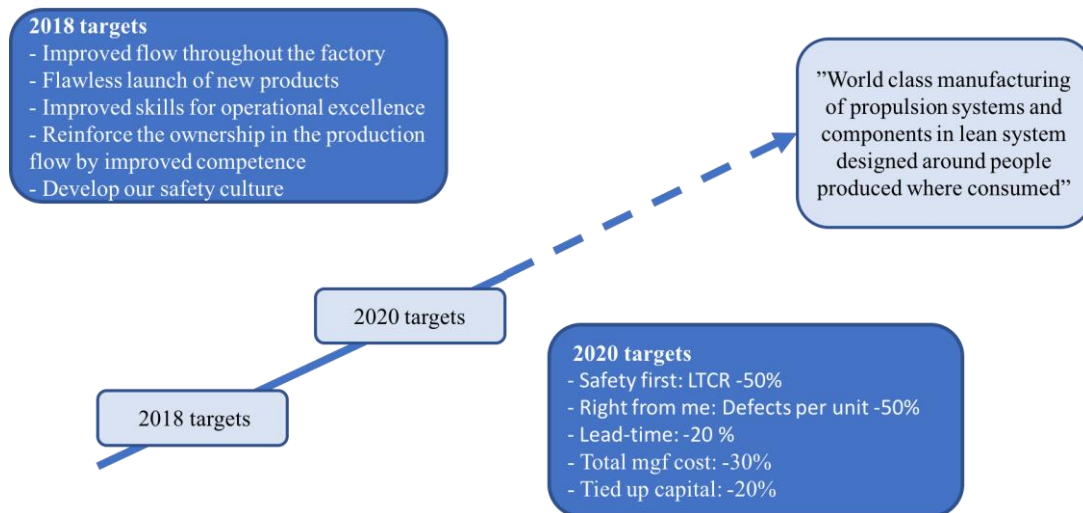 2018 targets
- Improved flow throughout the factory
- Flawless launch of new products
- Improved skills for operational excellence
- Reinforce the ownership in the production
flow by improved competence
- Develop our safety culture
”World class manufacturing
of propulsion systems and
components in lean system
designed around people
produced where consumed”
2020 targets
2018 targets
2020 targets
- Safety first: LTCR -50%
- Right from me: Defects per unit -50%
- Lead-time: -20 %
- Total mgf cost: -30%
- Tied up capital: -20%